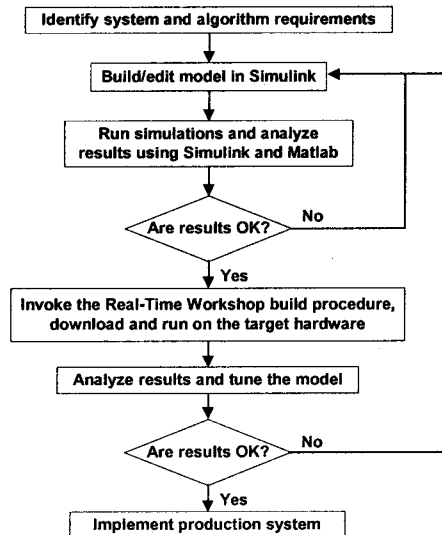 Identify system and algorithm requirements
Build/edit model in Simulink
Run simulations and analyze
results using Simulink and Matlab
Are results OK?
No
Yes
Invoke the Real-Time Workshop build procedure,
download and run on the target hardware
Analyze results and tune the model
Are results OK?
No
Yes
Implement production system